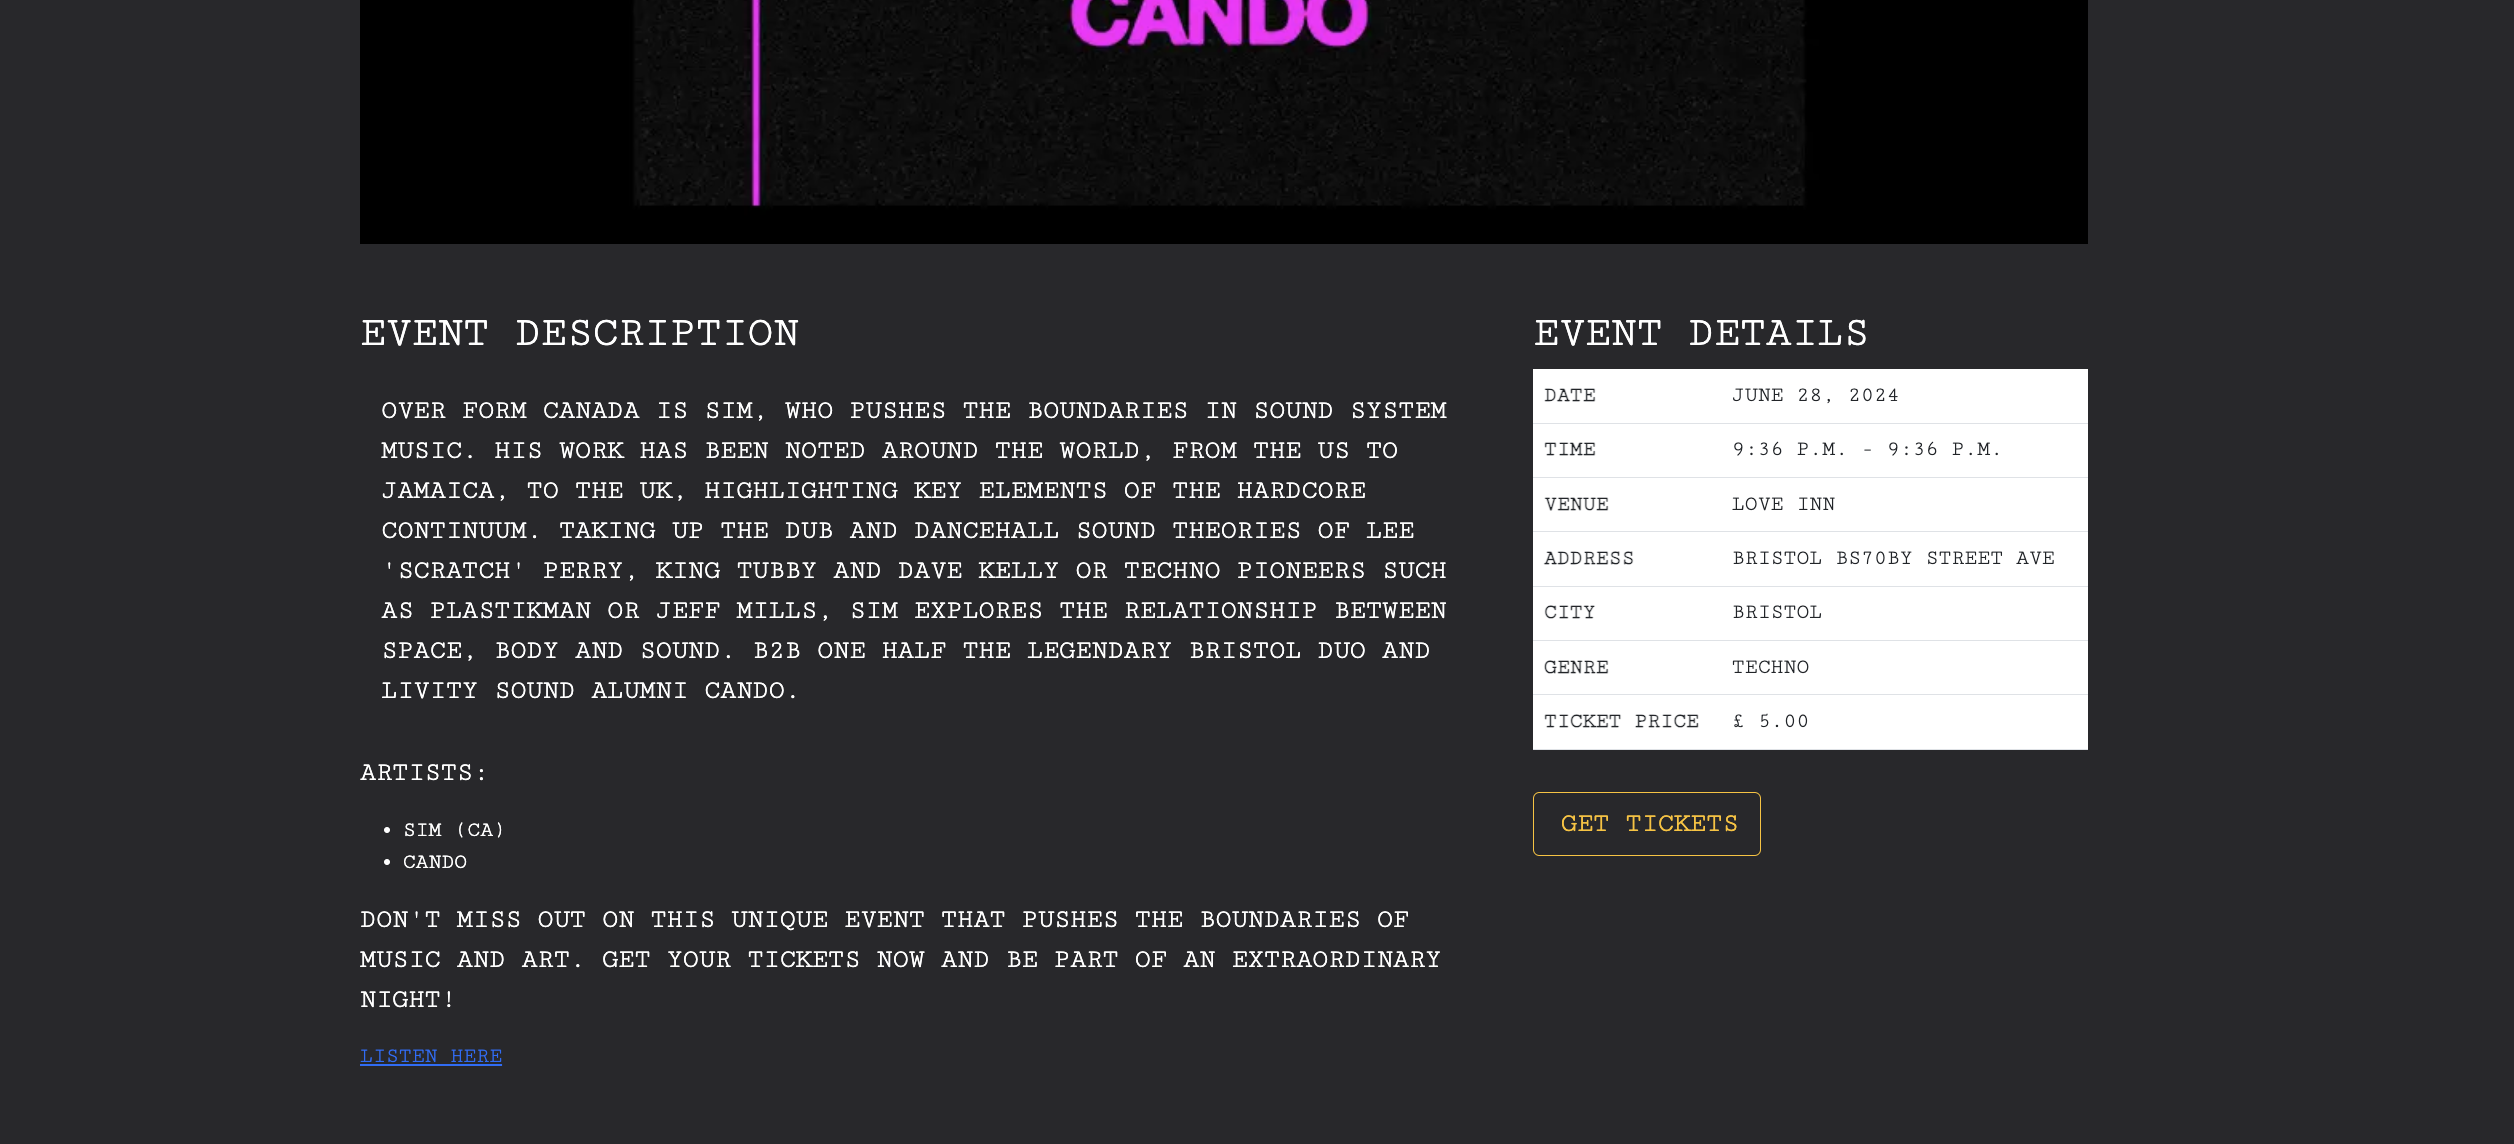 CANDO
EVENT DESCRIPTION
OVER FORM CANADA IS SIM, WHO PUSHES THE BOUNDARIES IN SOUND SYSTEM
MUSIC. HIS WORK HAS BEEN NOTED AROUND THE WORLD, FROM THE US TO
JAMAICA, TO THE UK, HIGHLIGHTING KEY ELEMENTS OF THE HARDCORE
CONTINUUM. TAKING UP THE DUB AND DANCEHALL SOUND THEORIES OF LEE
'SCRATCH' PERRY, KING TUBBY AND DAVE KELLY OR TECHNO PIONEERS SUCH
AS PLASTIKMAN OR JEFF MILLS, SIM EXPLORES THE RELATIONSHIP BETWEEN
SPACE, BODY AND SOUND. B2B ONE HALF THE LEGENDARY BRISTOL DUO AND
LIVITY SOUND ALUMNI CANDO.
ARTISTS:
• SIM (CA)
• CANDO
DON'T MISS OUT ON THIS UNIQUE EVENT THAT PUSHES THE BOUNDARIES OF
MUSIC AND ART. GET YOUR TICKETS NOW AND BE PART OF AN EXTRAORDINARY
NIGHT!
LISTEN HERE
EVENT DETAILS
DATE JUNE 28, 2024
TIME 9:36 P.M. - 9:36 P.M.
VENUE LOVE INN
ADDRESS BRISTOL BS70BY STREET AVE
CITY BRISTOL
GENRE TECHNO
TICKET PRICE £ 5.00
GET TICKETS